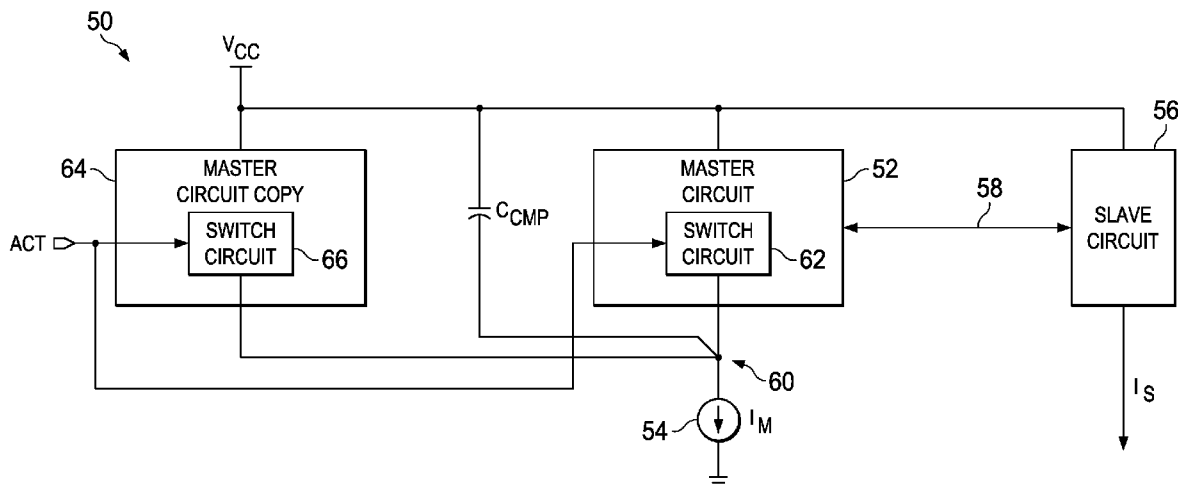 50
VCC
64
MASTER
CIRCUIT COPY
SWITCH
CIRCUIT
66
ACT
CCMP
MASTER
CIRCUIT
SWITCH
CIRCUIT
62
52
58
56
SLAVE
CIRCUIT
60
54
IM
IS